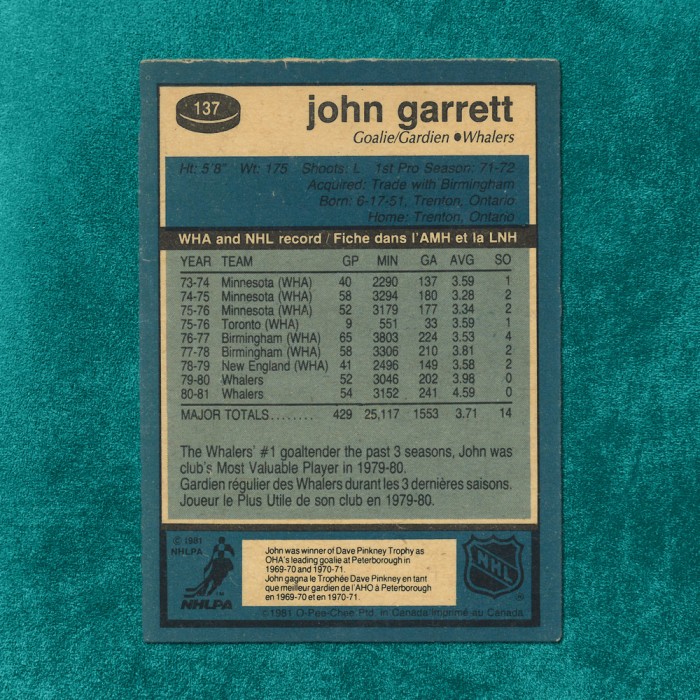 137
john garrett
Goalie/Gardien ●Whalers
Ht: 5'8" Wt: 175 Shoots: L 1st Pro Season: 71-72
Acquired: Trade with Birmingham
Born: 6-17-51, Trenton, Ontario
Home: Trenton, Ontario
WHA and NHL record / Fiche dans l'AMH et la LNH
YEAR TEAM GP MIN GA AVG SO
73-74 Minnesota (WHA) 40 2290 137 3.59 1
74-75 Minnesota (WHA) 58 3294 180 3.28 2
75-76 Minnesota (WHA) 52 3179 177 3.34 2
75-76 Toronto (WHA) 9 551 33 3.59 1
76-77 Birmingham (WHA) 65 3803 224 3.53 4
77-78 Birmingham (WHA) 58 3306 210 3.81 2
78-79 New England (WHA) 41 2496 149 3.58 2
79-80 Whalers 52 3046 202 3.98 0
80-81 Whalers 54 3152 241 4.59 0
MAJOR TOTALS........ 429 25,117 1553 3.71 14
The Whalers' #1 goaltender the past 3 seasons, John was
club's Most Valuable Player in 1979-80.
Gardien régulier des Whalers durant les 3 dernières saisons.
Joueur le Plus Utile de son club en 1979-80.
© 1981
NHLPA
NHLPA
TM
John was winner of Dave Pinkney Trophy as
OHA's leading goalie at Peterborough in
1969-70 and 1970-71.
John gagna le Trophée Dave Pinkney en tant
que meilleur gardien de l'AHO à Peterborough
en 1969-70 et en 1970-71.
NHL
®
©1981 O-Pee-Chee Ptd. in Canada Imprimé au Canada